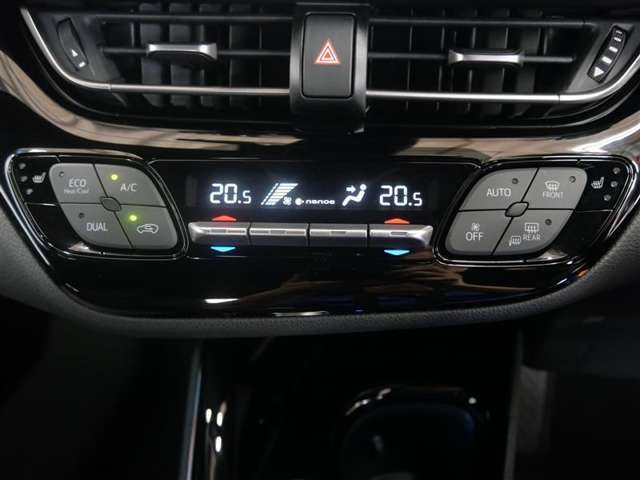 20.5 nanoe 20.5
ECO
Heat/Cool
A/C
DUAL
AUTO
FRONT
OFF
REAR